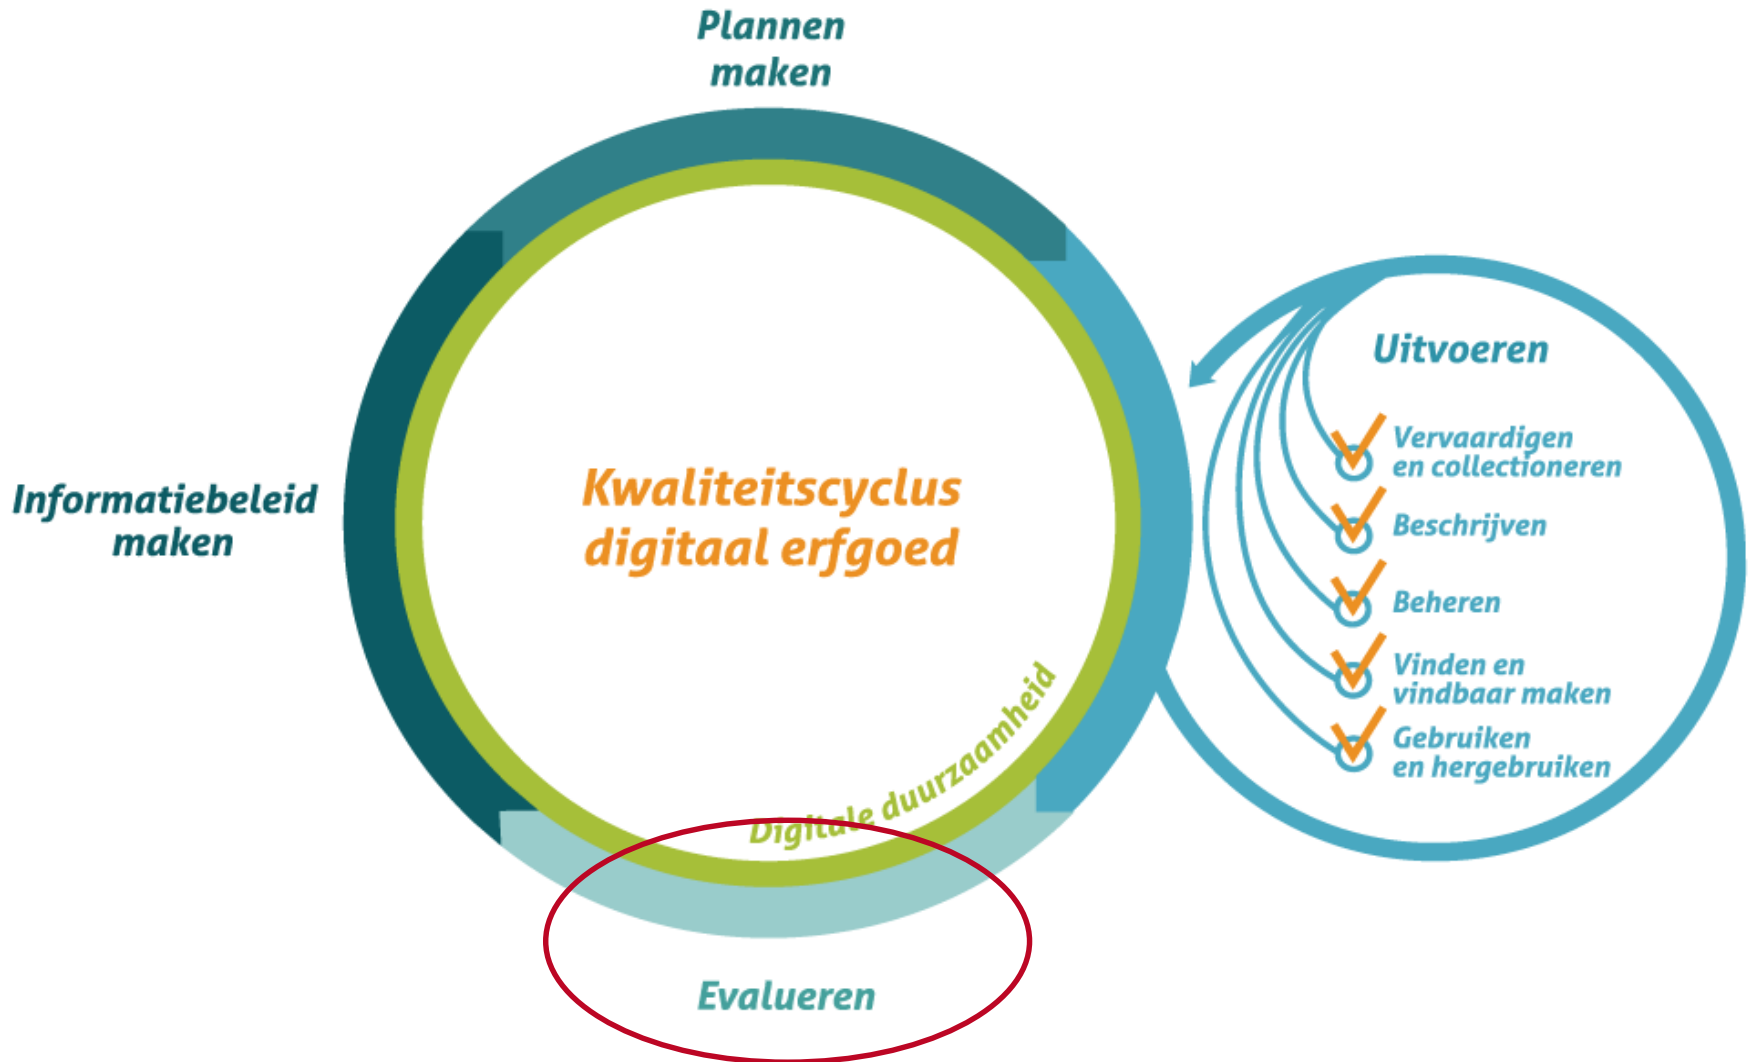 Plannen
maken
Informatiebeleid
maken
Kwaliteitscyclus
digitaal erfgoed
Digitale duurzaamheid
Evalueren
Uitvoeren
Vervaardigen
en collectioneren
Beschrijven
Beheren
Vinden en
vindbaar maken
Gebruiken
en hergebruiken